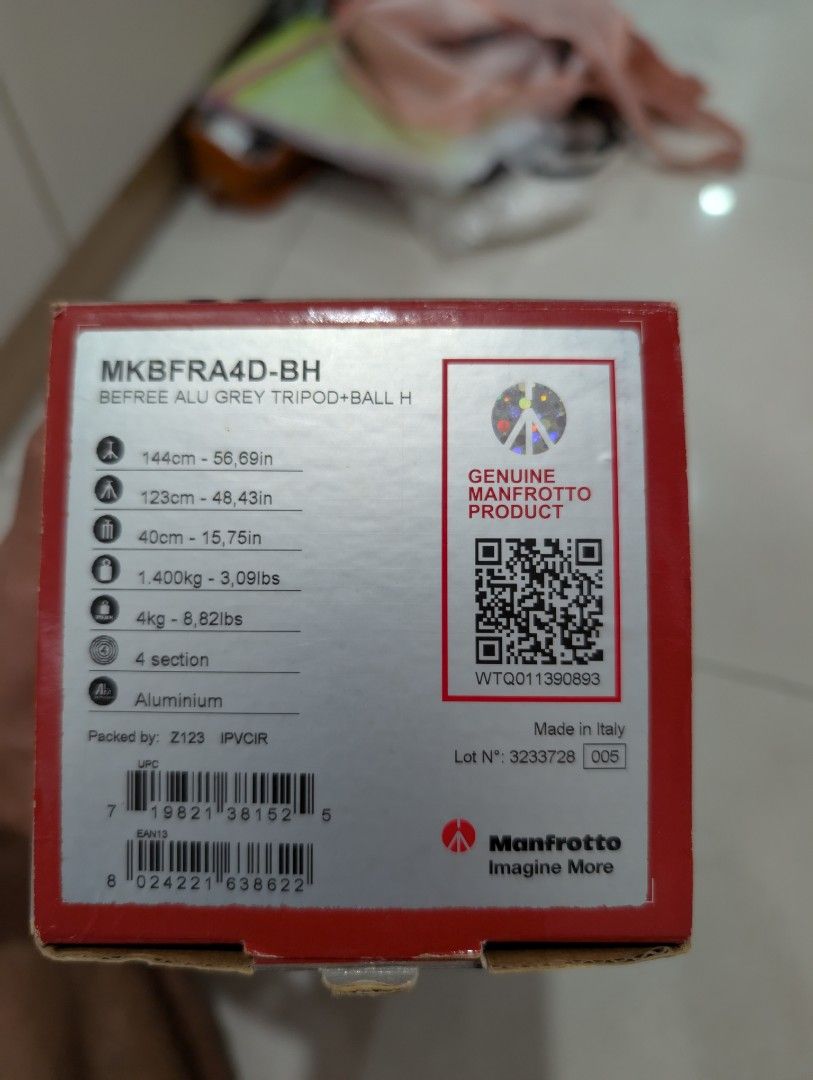 MKBFRA4D-BH
BEFREE ALU GREY TRIPOD+BALL H
144cm - 56,69in
123cm - 48,43in
40cm - 15,75in
1.400kg - 3,09lbs
4kg - 8,82lbs
4 section
Aluminium
Packed by: Z123 IPVCIR
UPC
7 19821 38152 5
EAN13
8 024221 638622
GENUINE
MANFROTTO
PRODUCT
WTQ011390893
Made in Italy
Lot N°: 3233728 005
Manfrotto
Imagine More